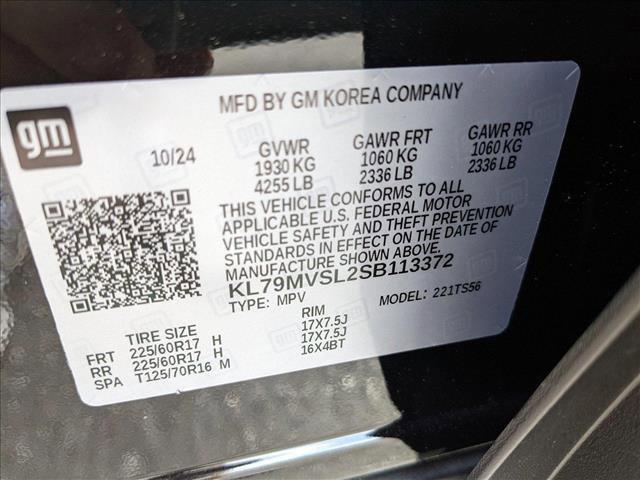 gm
MFD BY GM KOREA COMPANY
10/24
GVWR GAWR FRT GAWR RR
1930 KG 1060 KG 1060 KG
4255 LB 2336 LB 2336 LB
THIS VEHICLE CONFORMS TO ALL
APPLICABLE U.S. FEDERAL MOTOR
VEHICLE SAFETY AND THEFT PREVENTION
STANDARDS IN EFFECT ON THE DATE OF
MANUFACTURE SHOWN ABOVE.
KL79MVSL2SB113372
TYPE: MPV MODEL: 221TS56
TIRE SIZE RIM
FRT 225/60R17 H 17X7.5J
RR 225/60R17 H 17X7.5J
SPA T125/70R16 M 16X4BT